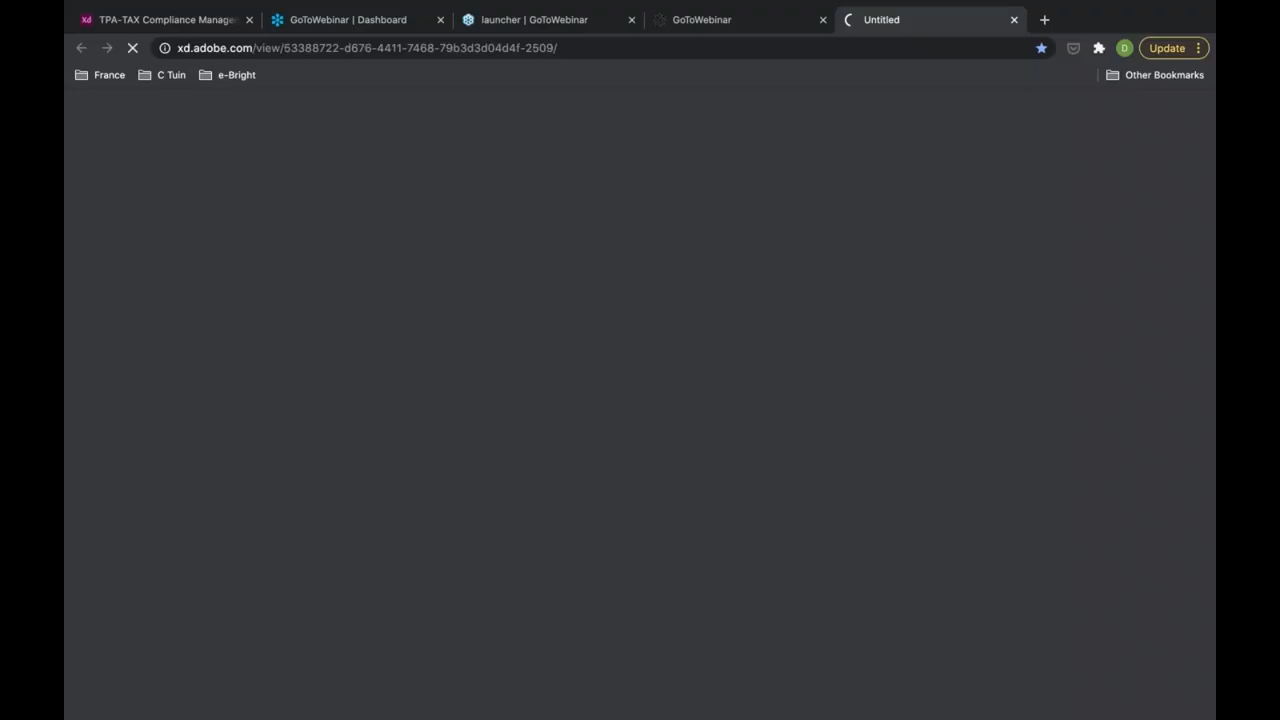 Xd TPA-TAX Compliance Manage
GoToWebinar | Dashboard
launcher | GoToWebinar
GoToWebinar
Untitled
xd.adobe.com/view/53388722-d676-4411-7468-79b3d3d04d4f-2509/
D
Update
France
C Tuin
e-Bright
Other Bookmarks